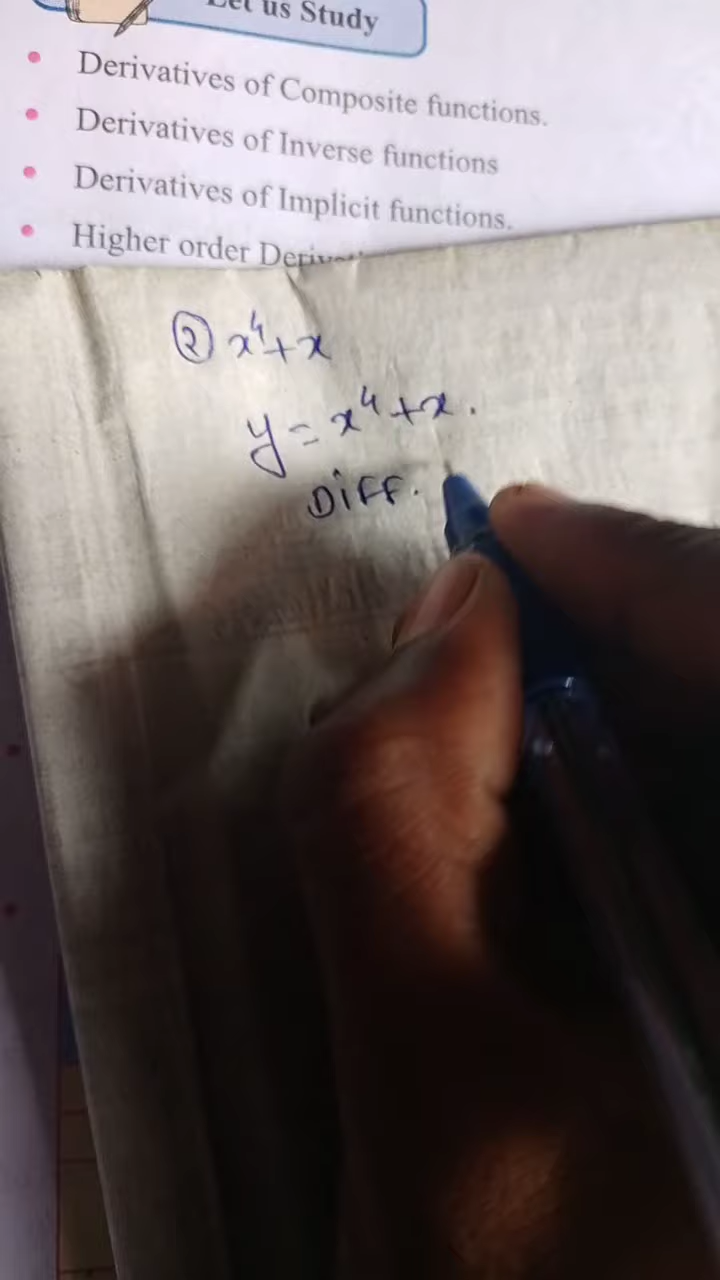 Let us Study
• Derivatives of Composite functions.
• Derivatives of Inverse functions
• Derivatives of Implicit functions.
• Higher order
② x⁴+x
y = x⁴+x.
DIFF.